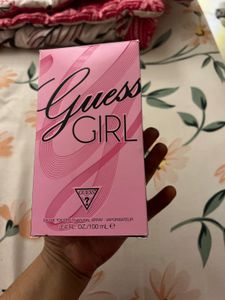 Guess
GIRL
GUESS
?
EAU DE TOILETTE / NATURAL SPRAY - VAPORISATEUR
3.4 FL. OZ./100 mL ℮